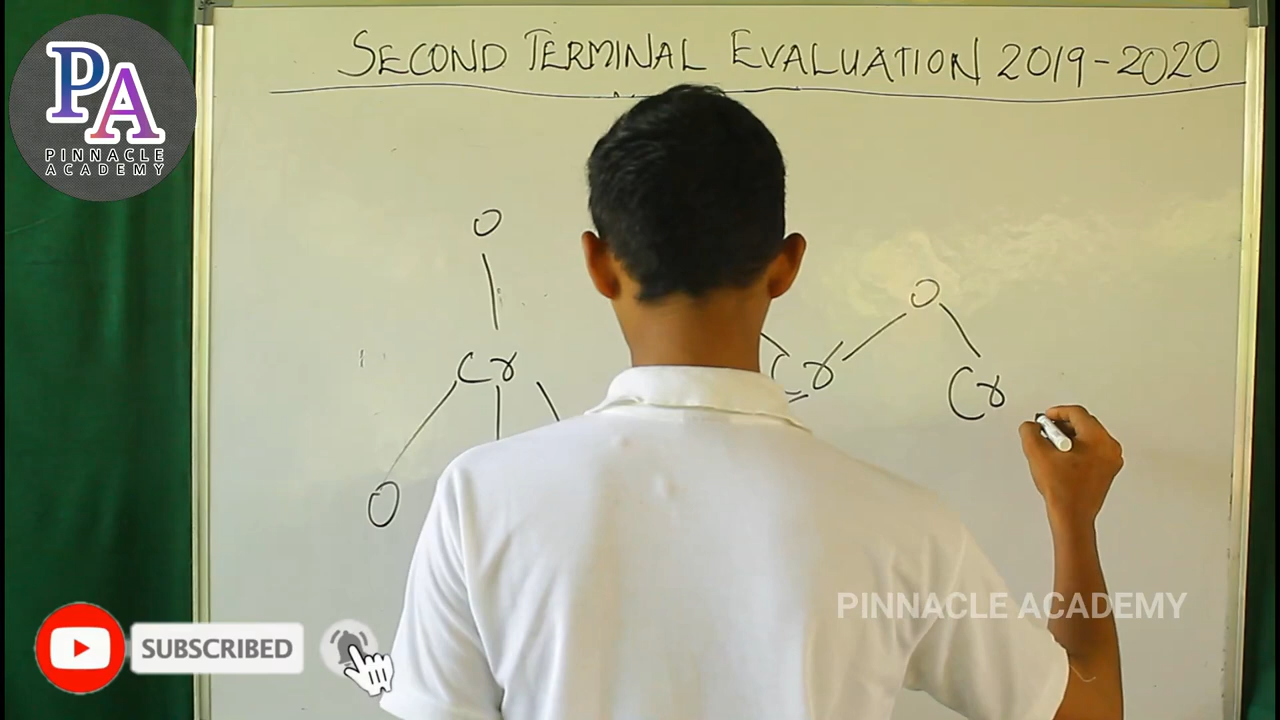 SECOND TERMINAL EVALUATION 2019-2020
PA
PINNACLE
ACADEMY
O
O
Cr
Cr
Cr
O
PINNACLE ACADEMY
SUBSCRIBED